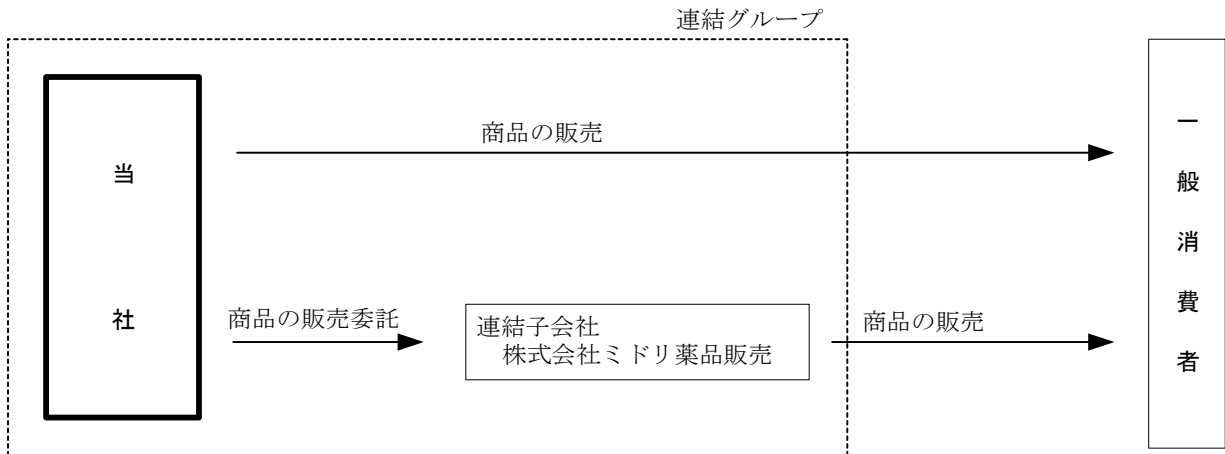 連結グループ
当社
商品の販売
一般消費者
商品の販売委託
連結子会社
株式会社ミドリ薬品販売
商品の販売